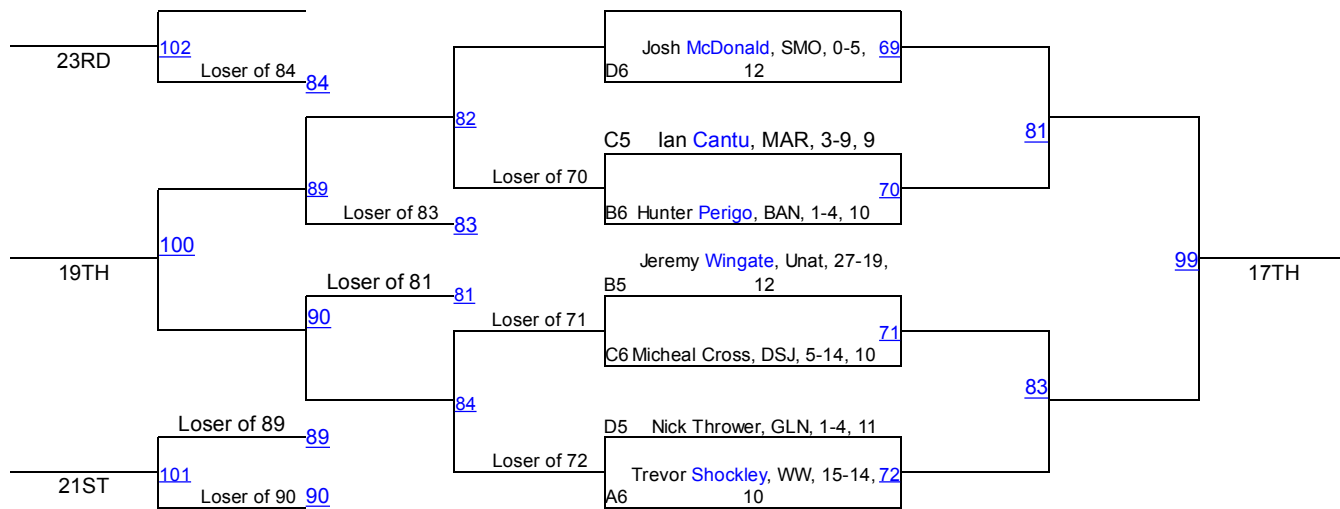 102
23RD
Loser of 84
84
82
Josh McDonald, SMO, 0-5,
12
D6
69
C5 Ian Cantu, MAR, 3-9, 9
81
Loser of 70
70
89
Loser of 83
83
B6 Hunter Perigo, BAN, 1-4, 10
100
19TH
Jeremy Wingate, Unat, 27-19,
12
B5
99
17TH
Loser of 81
81
90
Loser of 71
71
C6 Micheal Cross, DSJ, 5-14, 10
84
83
Loser of 89
89
D5 Nick Thrower, GLN, 1-4, 11
Loser of 72
Trevor Shockley, WW, 15-14,
10
72
A6
101
21ST
Loser of 90
90